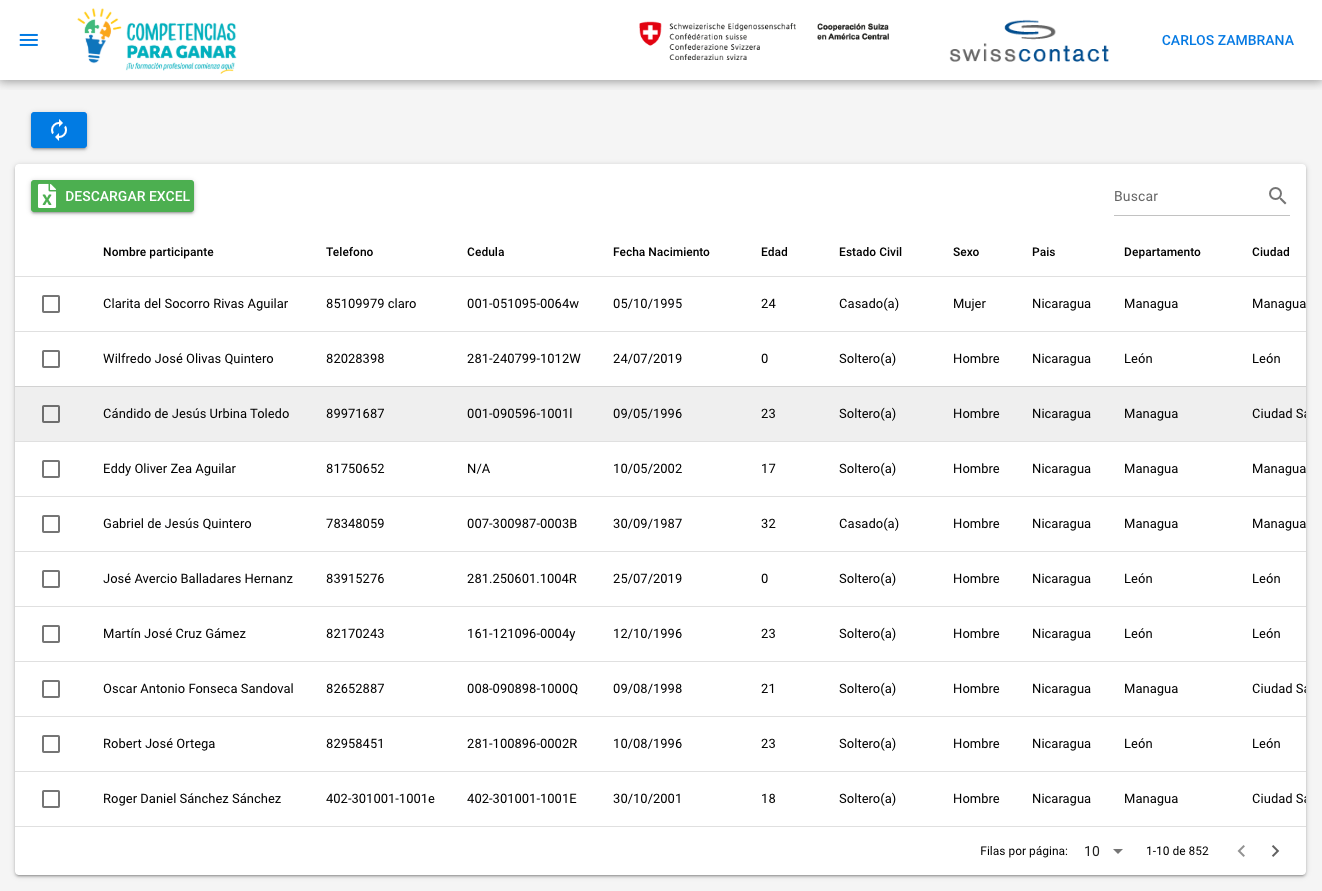 COMPETENCIAS
PARA GANAR
¡Tu formación profesional comienza aquí!
Schweizerische Eidgenossenschaft
Confédération suisse
Confederazione Svizzera
Confederaziun svizra
Cooperación Suiza
en América Central
swisscontact
CARLOS ZAMBRANA
X DESCARGAR EXCEL
Buscar
Nombre participante Telefono Cedula Fecha Nacimiento Edad Estado Civil Sexo Pais Departamento Ciudad
Clarita del Socorro Rivas Aguilar 85109979 claro 001-051095-0064w 05/10/1995 24 Casado(a) Mujer Nicaragua Managua Managua
Wilfredo José Olivas Quintero 82028398 281-240799-1012W 24/07/2019 0 Soltero(a) Hombre Nicaragua León León
Cándido de Jesús Urbina Toledo 89971687 001-090596-1001l 09/05/1996 23 Soltero(a) Hombre Nicaragua Managua Ciudad Sa
Eddy Oliver Zea Aguilar 81750652 N/A 10/05/2002 17 Soltero(a) Hombre Nicaragua Managua Managua
Gabriel de Jesús Quintero 78348059 007-300987-0003B 30/09/1987 32 Casado(a) Hombre Nicaragua Managua Managua
José Avercio Balladares Hernanz 83915276 281.250601.1004R 25/07/2019 0 Soltero(a) Hombre Nicaragua León León
Martín José Cruz Gámez 82170243 161-121096-0004y 12/10/1996 23 Soltero(a) Hombre Nicaragua León León
Oscar Antonio Fonseca Sandoval 82652887 008-090898-1000Q 09/08/1998 21 Soltero(a) Hombre Nicaragua Managua Ciudad Sa
Robert José Ortega 82958451 281-100896-0002R 10/08/1996 23 Soltero(a) Hombre Nicaragua León León
Roger Daniel Sánchez Sánchez 402-301001-1001e 402-301001-1001E 30/10/2001 18 Soltero(a) Hombre Nicaragua Managua Ciudad Sa
Filas por página: 10 1-10 de 852